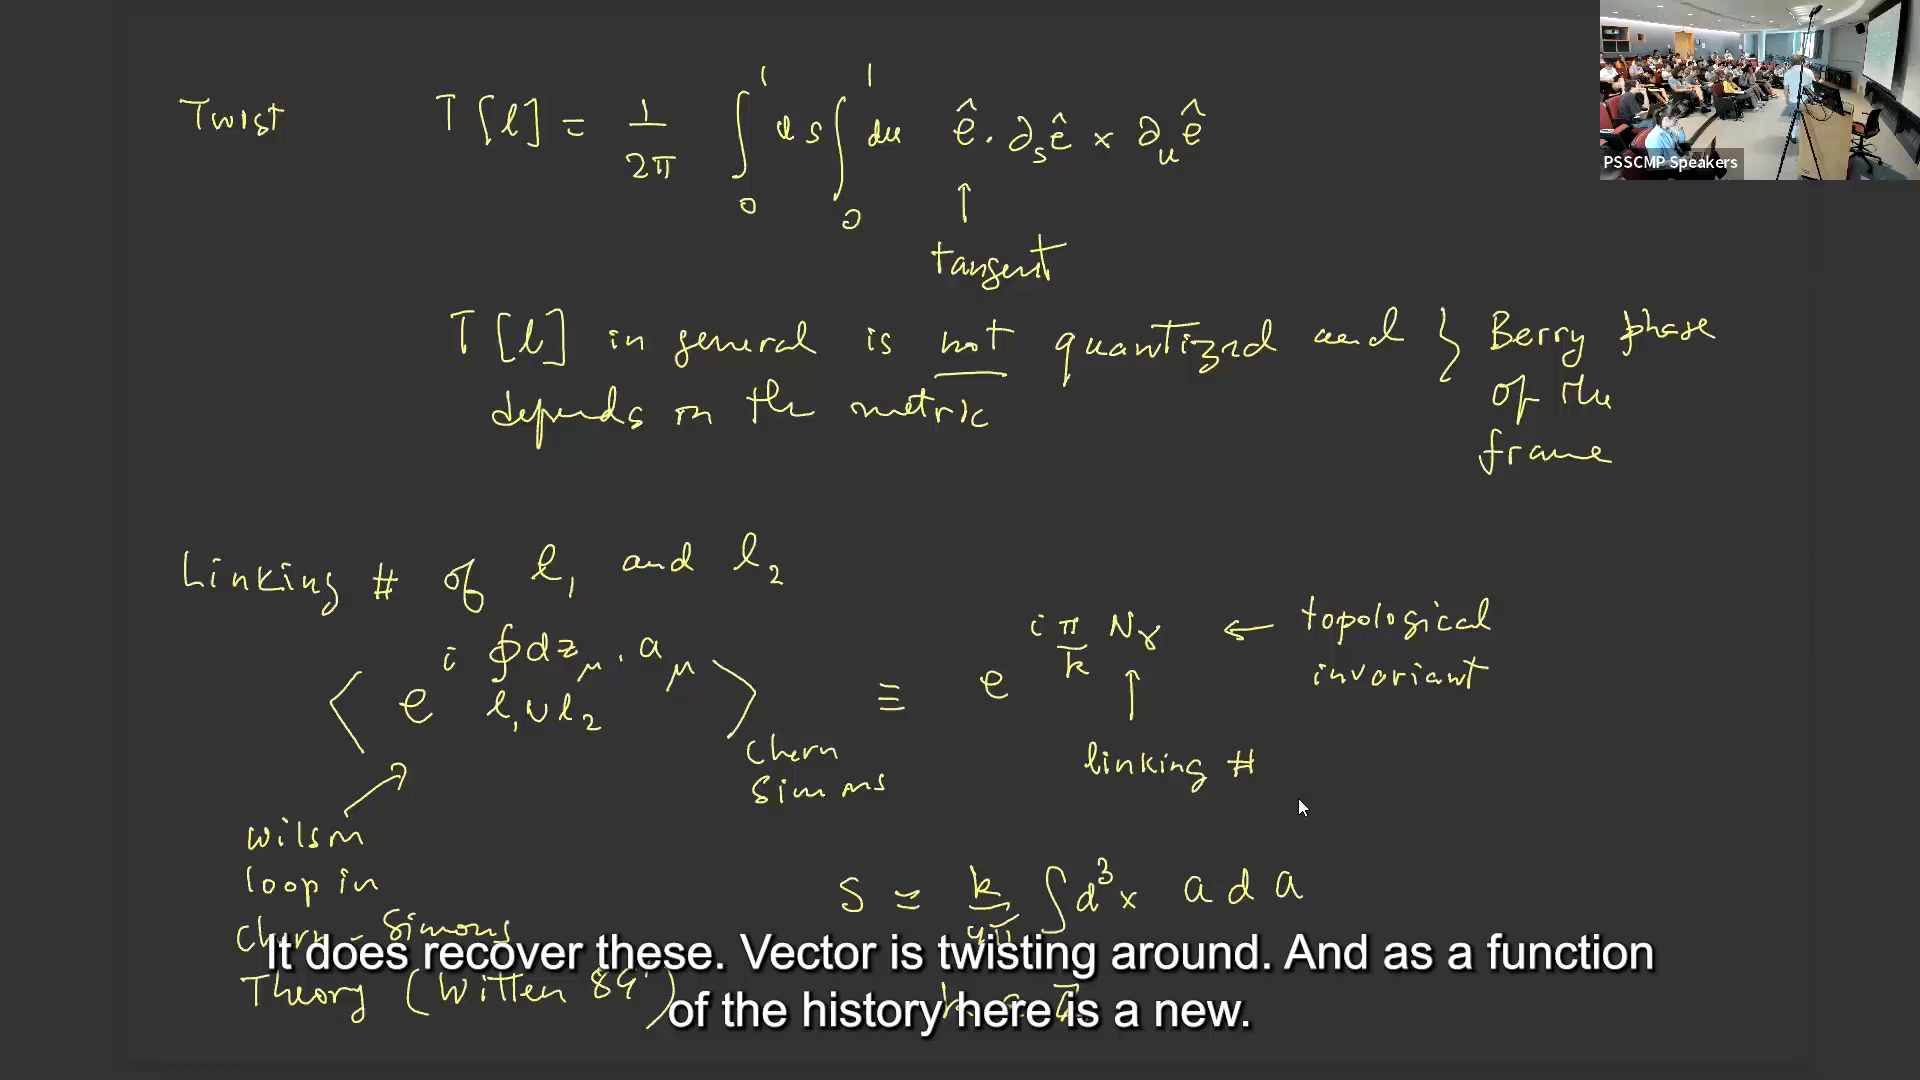 PSSCMP Speakers
Twist T[l] = 1/2π ∫₀¹ ds ∫₀¹ du ê · ∂ₛê × ∂ᵤê
↑
tangent
T[l] in general is not quantized and } Berry phase
depends on the metric of the
frame
Linking # of l₁ and l₂
⟨ e^{i ∮_{l₁∪l₂} dz_μ · a_μ} ⟩ Chern Simons ≡ e^{i π/k N_γ} ← topological
invariant
↑
linking #
Wilson
loop in
Chern-Simons
Theory (Witten 89')
S = k/4π ∫ d³x a d a
It does recover these. Vector is twisting around. And as a function
of the history here is a new.